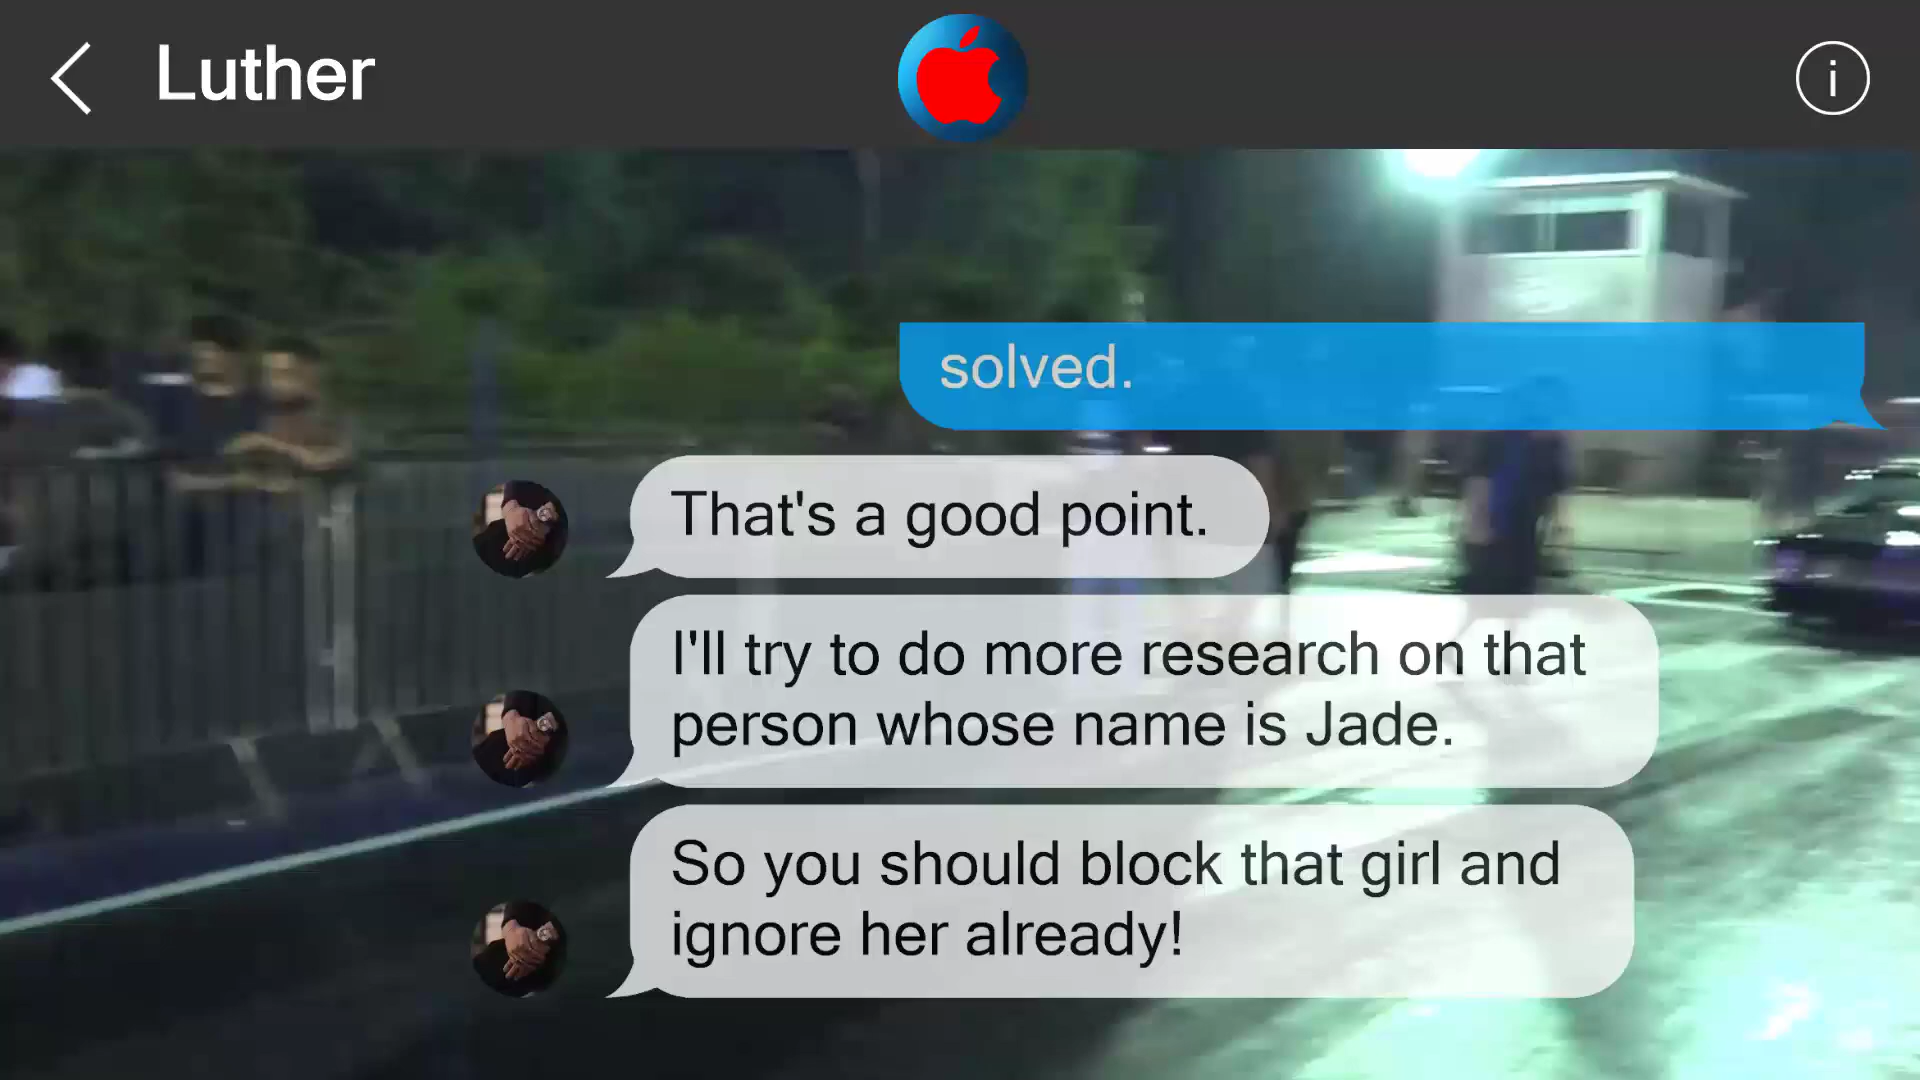 Luther
solved.
That's a good point.
I'll try to do more research on that
person whose name is Jade.
So you should block that girl and
ignore her already!